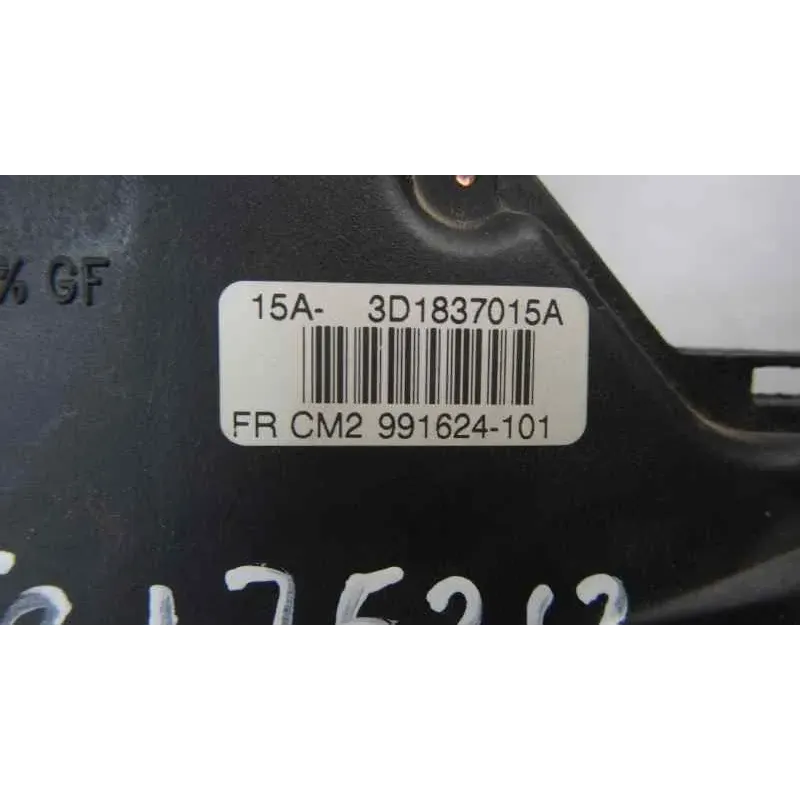 % GF
15A- 3D1837015A
FR CM2 991624-101